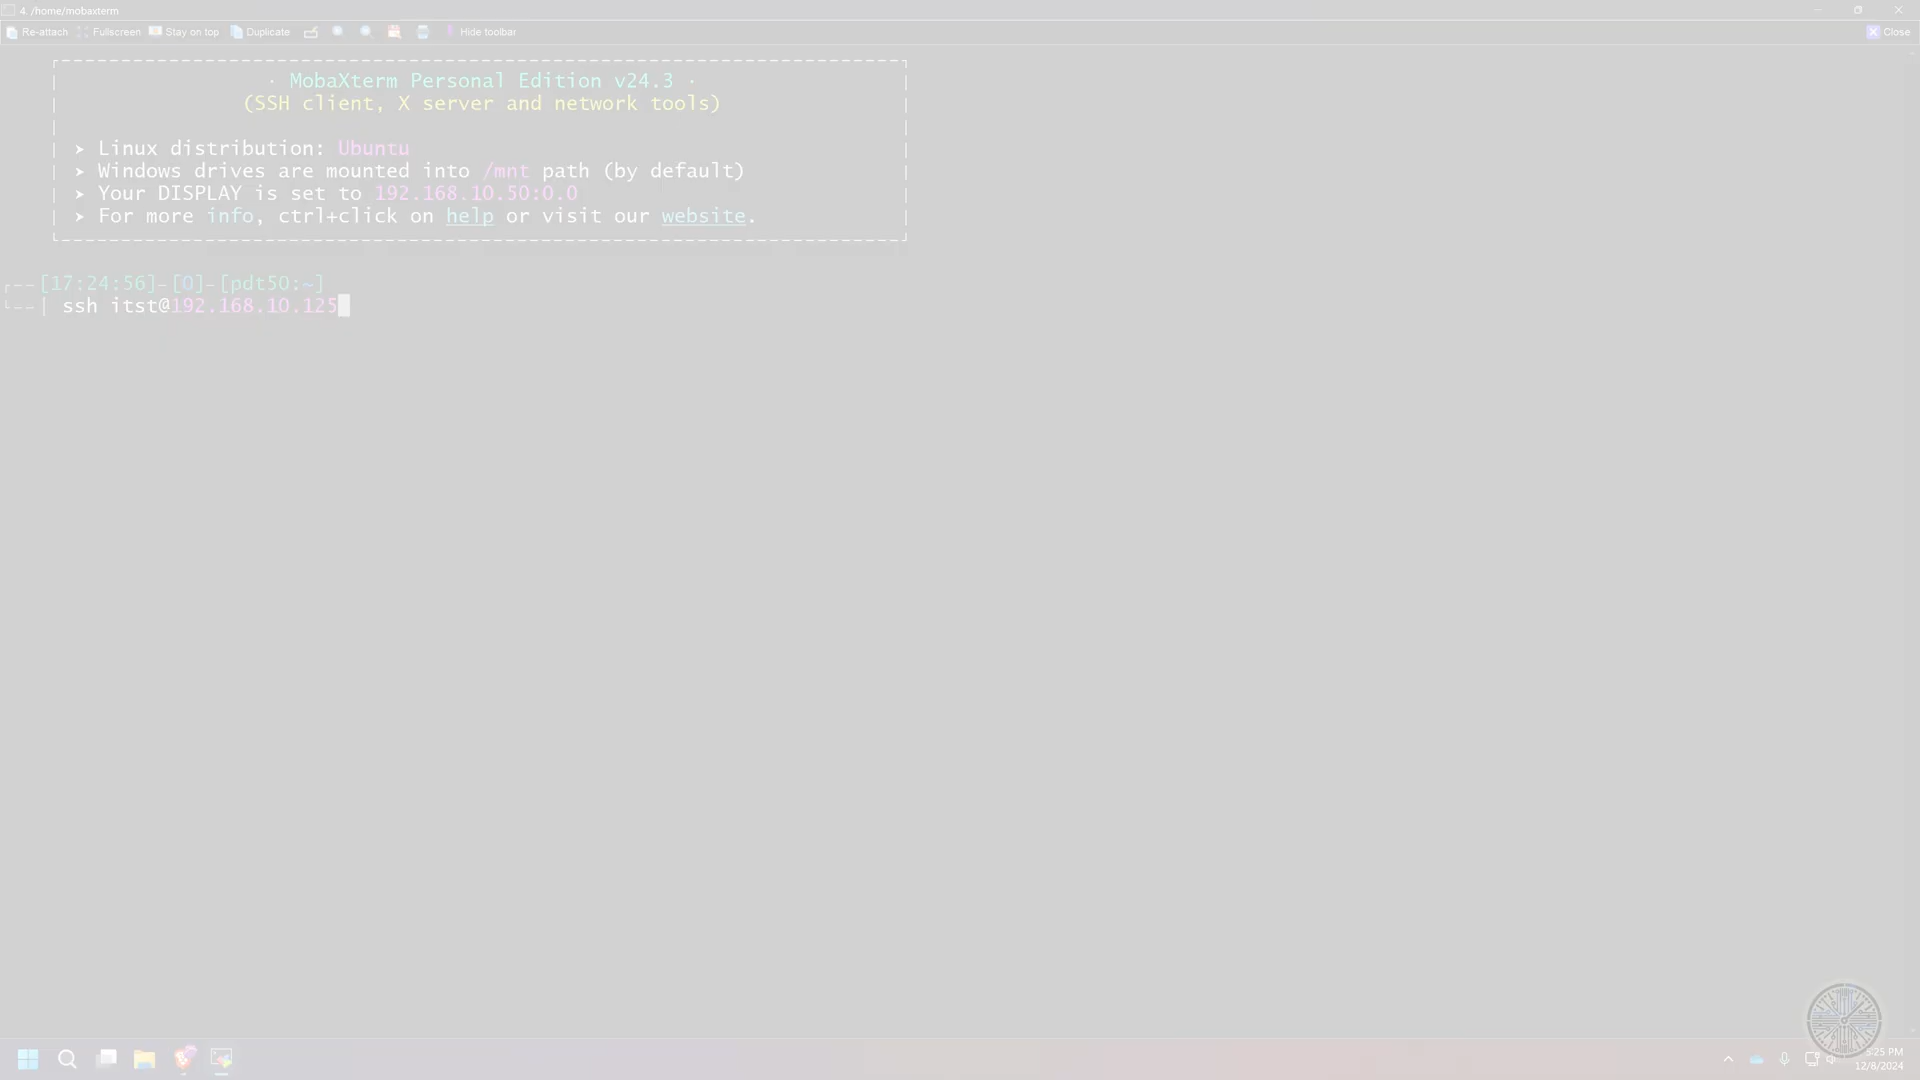 4. /home/mobaxterm
Re-attach Fullscreen Stay on top Duplicate Hide toolbar Close
· MobaXterm Personal Edition v24.3 ·
(SSH client, X server and network tools)
➤ Linux distribution: Ubuntu
➤ Windows drives are mounted into /mnt path (by default)
➤ Your DISPLAY is set to 192.168.10.50:0.0
➤ For more info, ctrl+click on help or visit our website.
[17:24:56]-[0]-[pdt50:~]
ssh itst@192.168.10.125
5:25 PM
12/8/2024